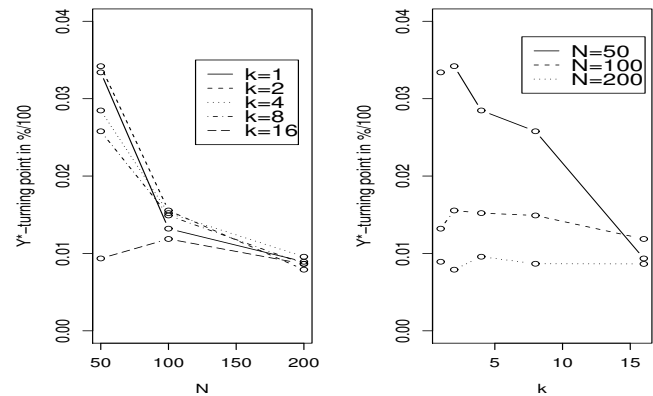 Y*−turning point in %/100
0.04
0.03
0.02
0.01
0.00
k=1
k=2
k=4
k=8
k=16
50
100
150
200
N
Y*−turning point in %/100
0.04
0.03
0.02
0.01
0.00
N=50
N=100
N=200
5
10
15
k